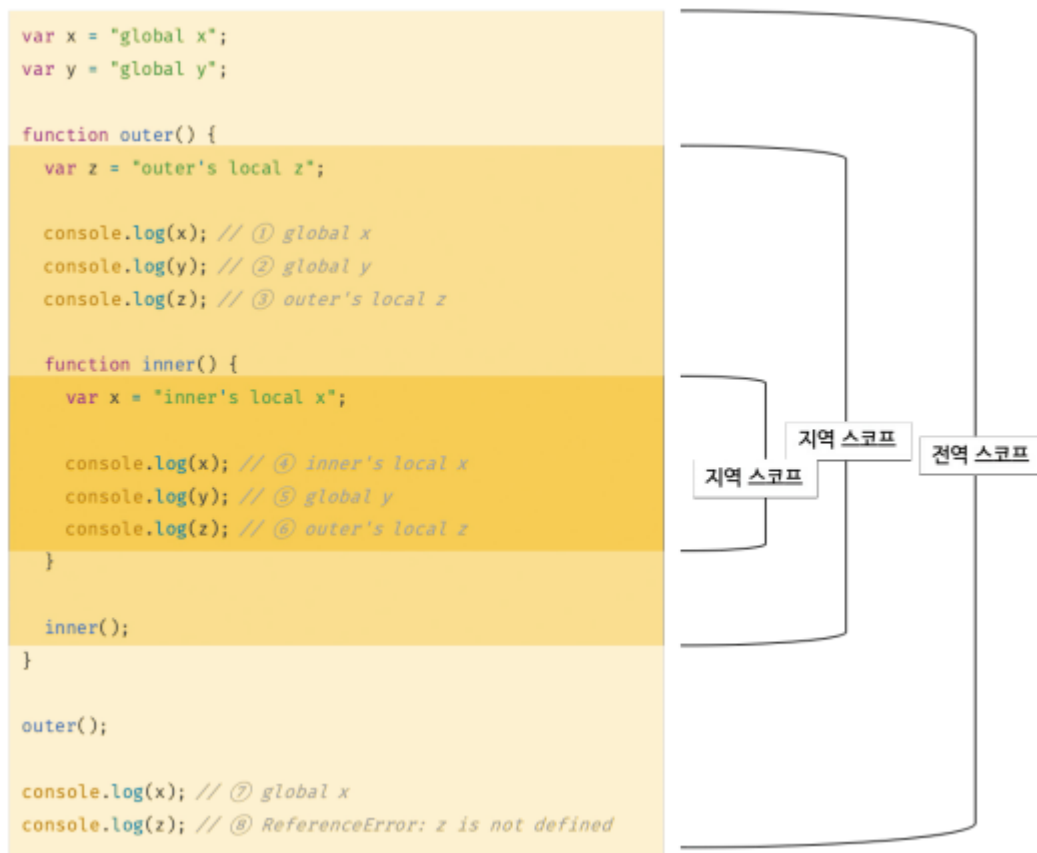 var x = "global x";
var y = "global y";
function outer() {
var z = "outer's local z";
console.log(x); // ① global x
console.log(y); // ② global y
console.log(z); // ③ outer's local z
function inner() {
var x = "inner's local x";
console.log(x); // ④ inner's local x
console.log(y); // ⑤ global y
console.log(z); // ⑥ outer's local z
}
inner();
}
outer();
console.log(x); // ⑦ global x
console.log(z); // ⑧ ReferenceError: z is not defined
지역 스코프
지역 스코프
전역 스코프